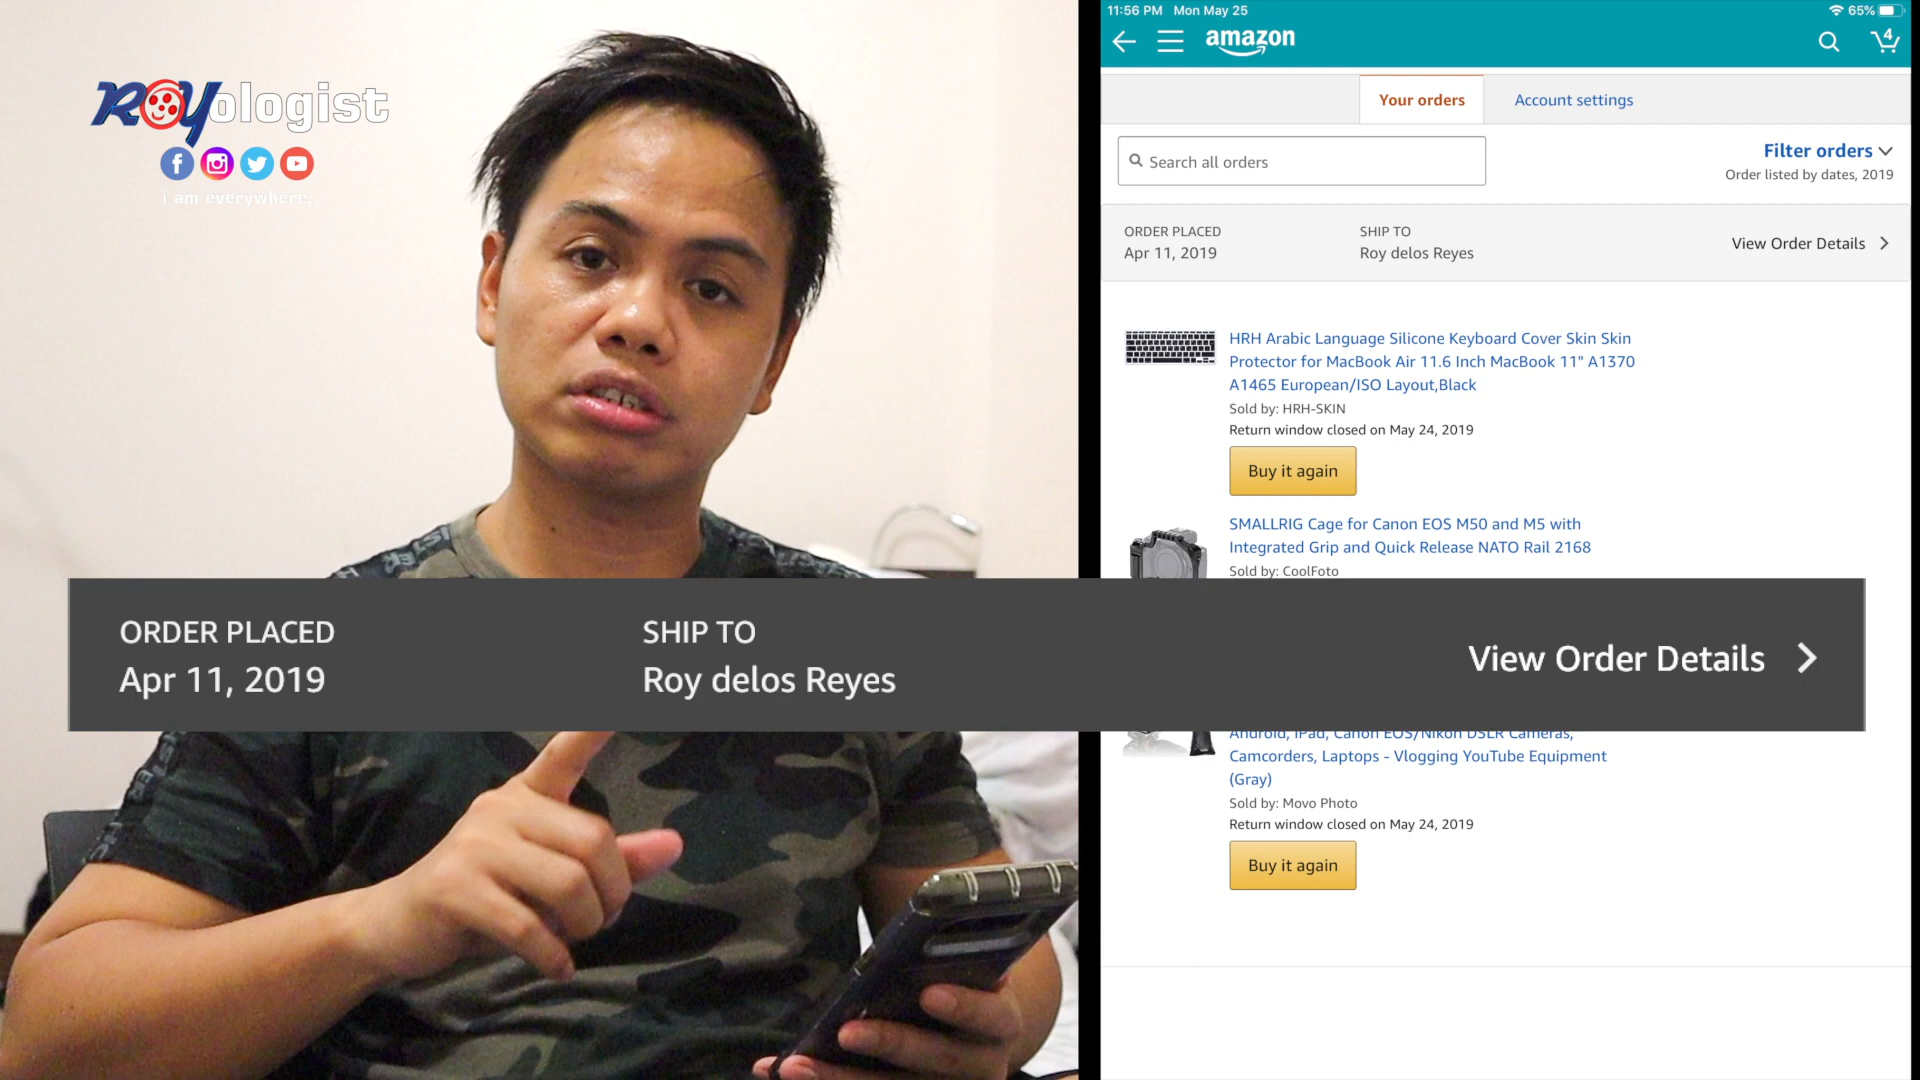 ROYologist
i am everywhere.
11:56 PM Mon May 25
65%
amazon
4
Your orders
Account settings
Search all orders
Filter orders
Order listed by dates, 2019
ORDER PLACED
Apr 11, 2019
SHIP TO
Roy delos Reyes
View Order Details
HRH Arabic Language Silicone Keyboard Cover Skin Skin
Protector for MacBook Air 11.6 Inch MacBook 11" A1370
A1465 European/ISO Layout,Black
Sold by: HRH-SKIN
Return window closed on May 24, 2019
Buy it again
SMALLRIG Cage for Canon EOS M50 and M5 with
Integrated Grip and Quick Release NATO Rail 2168
Sold by: CoolFoto
ORDER PLACED
Apr 11, 2019
SHIP TO
Roy delos Reyes
View Order Details
Android, iPad, Canon EOS/Nikon DSLR Cameras,
Camcorders, Laptops - Vlogging YouTube Equipment
(Gray)
Sold by: Movo Photo
Return window closed on May 24, 2019
Buy it again